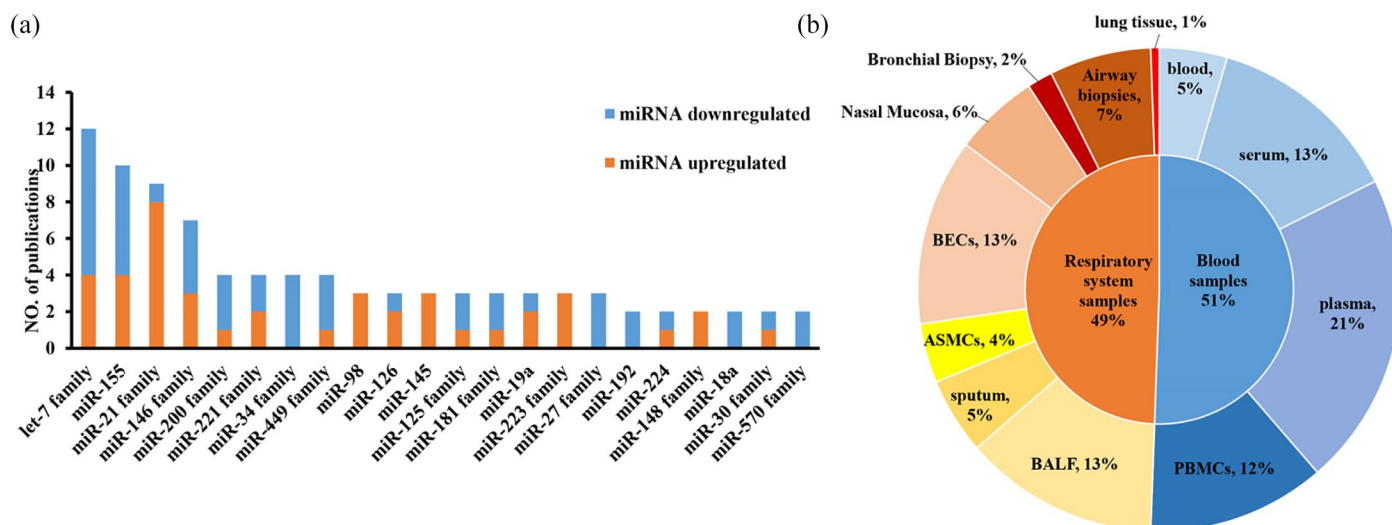 (a)
NO. of publicatioins
14
12
10
8
6
4
2
0
miRNA downregulated
miRNA upregulated
let-7 family
miR-155
miR-21 family
miR-146 family
miR-200 family
miR-221 family
miR-34 family
miR-449 family
miR-98
miR-126
miR-145
miR-125 family
miR-181 family
miR-19a
miR-223 family
miR-27 family
miR-192
miR-224
miR-148 family
miR-18a
miR-30 family
miR-570 family
(b)
lung tissue, 1%
Bronchial Biopsy, 2%
Airway
biopsies,
7%
blood,
5%
Nasal Mucosa, 6%
serum, 13%
BECs, 13%
Respiratory
system
samples
49%
Blood
samples
51%
plasma,
21%
ASMCs, 4%
sputum,
5%
BALF, 13%
PBMCs, 12%